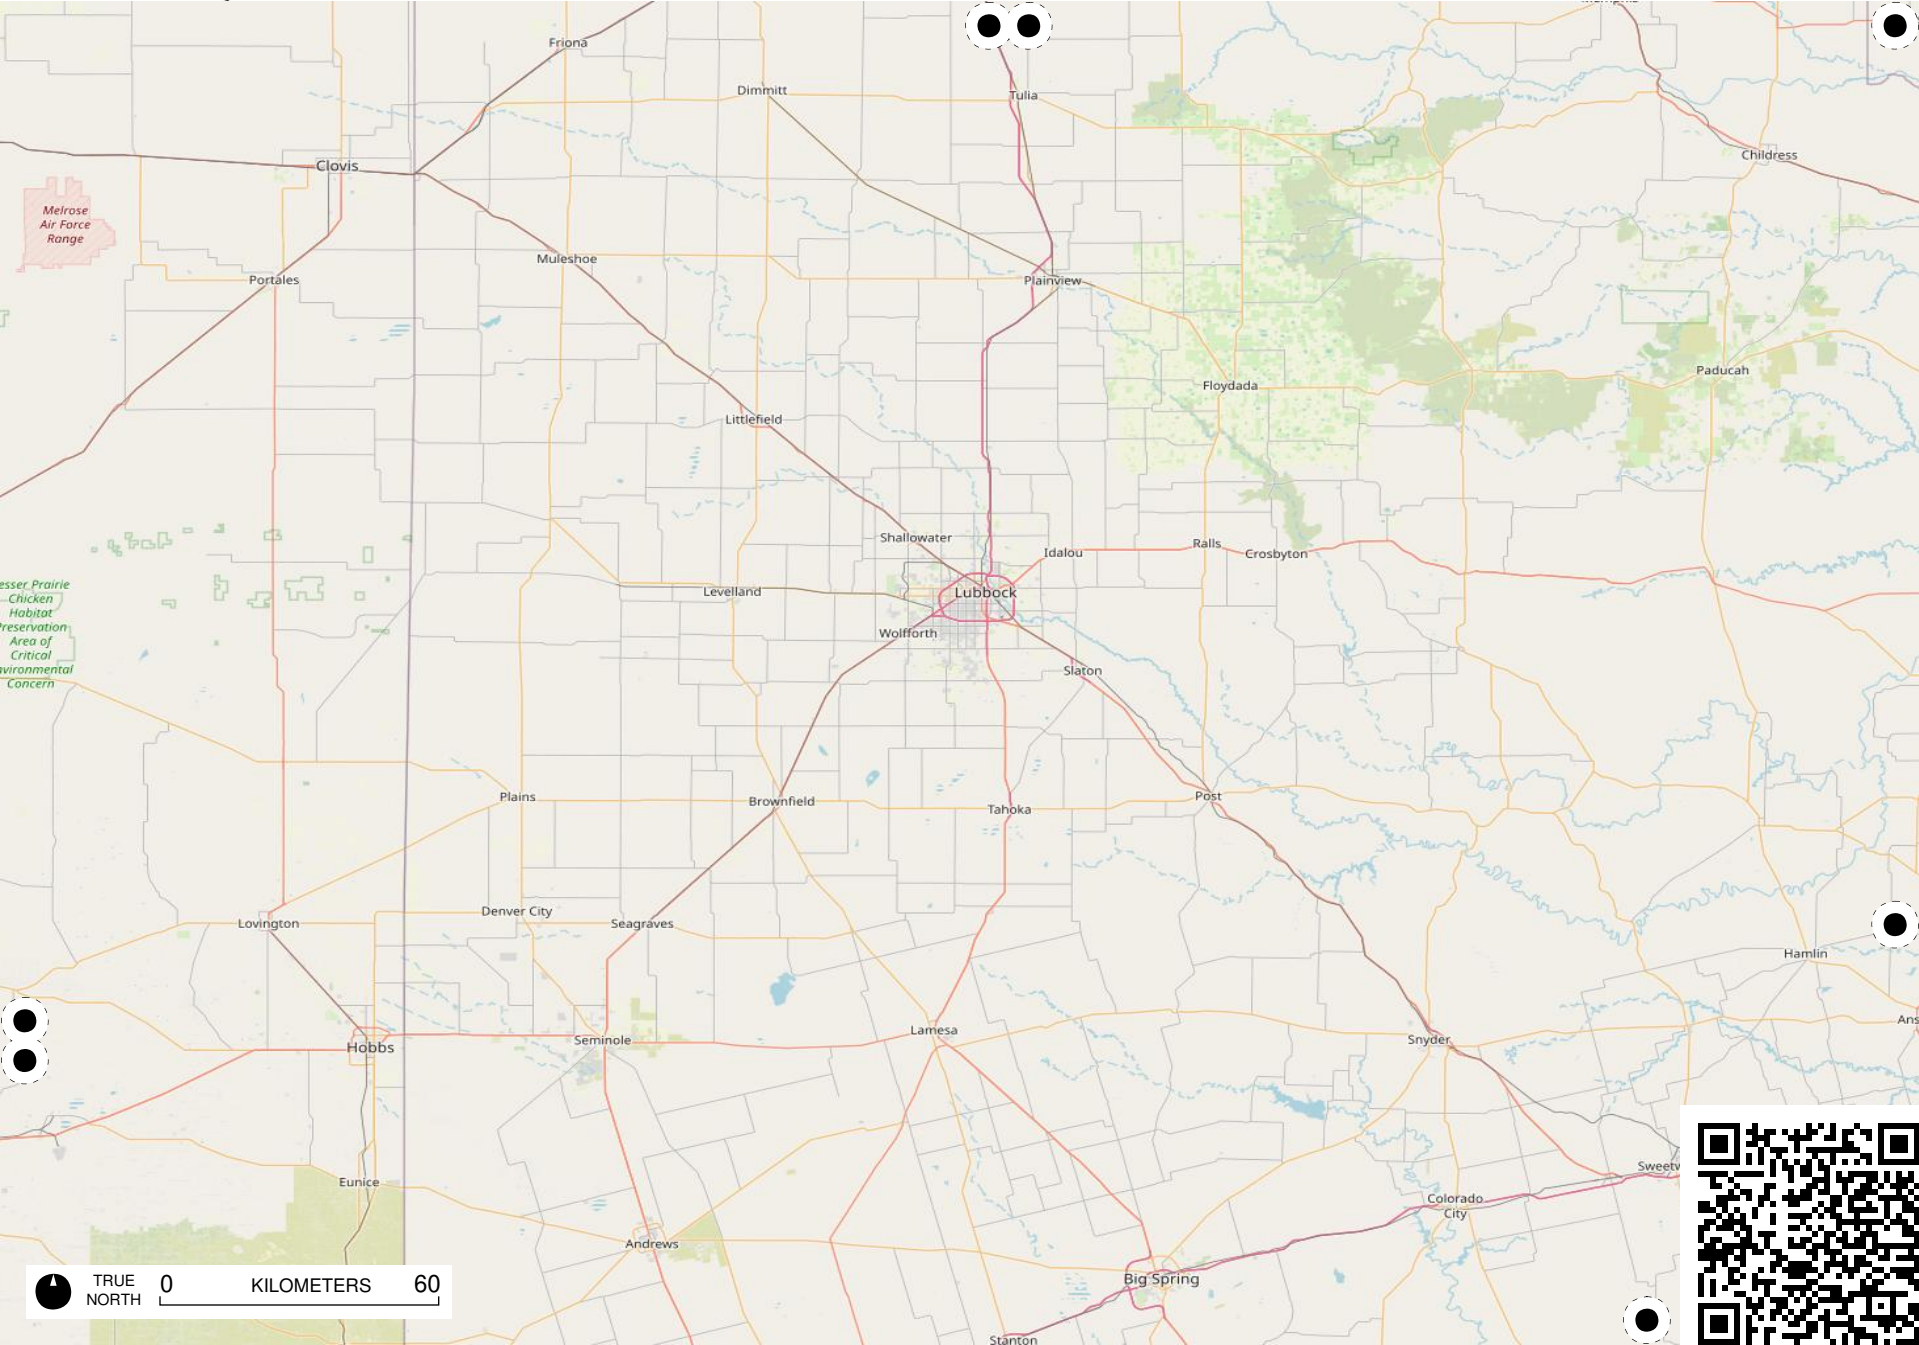 Friona
Dimmitt
Tulia
Childress
Clovis
Melrose
Air Force
Range
Muleshoe
Portales
Plainview
Paducah
Floydada
Littlefield
Shallowater
Idalou
Ralls
Crosbyton
Levelland
Lubbock
Wolfforth
Slaton
esser Prairie
Chicken
Habitat
Preservation
Area of
Critical
nvironmental
Concern
Plains
Brownfield
Tahoka
Post
Lovington
Denver City
Seagraves
Hamlin
Ans
Hobbs
Seminole
Lamesa
Snyder
Sweetw
Eunice
Colorado
City
Andrews
Big Spring
Stanton
TRUE
NORTH
0 KILOMETERS 60